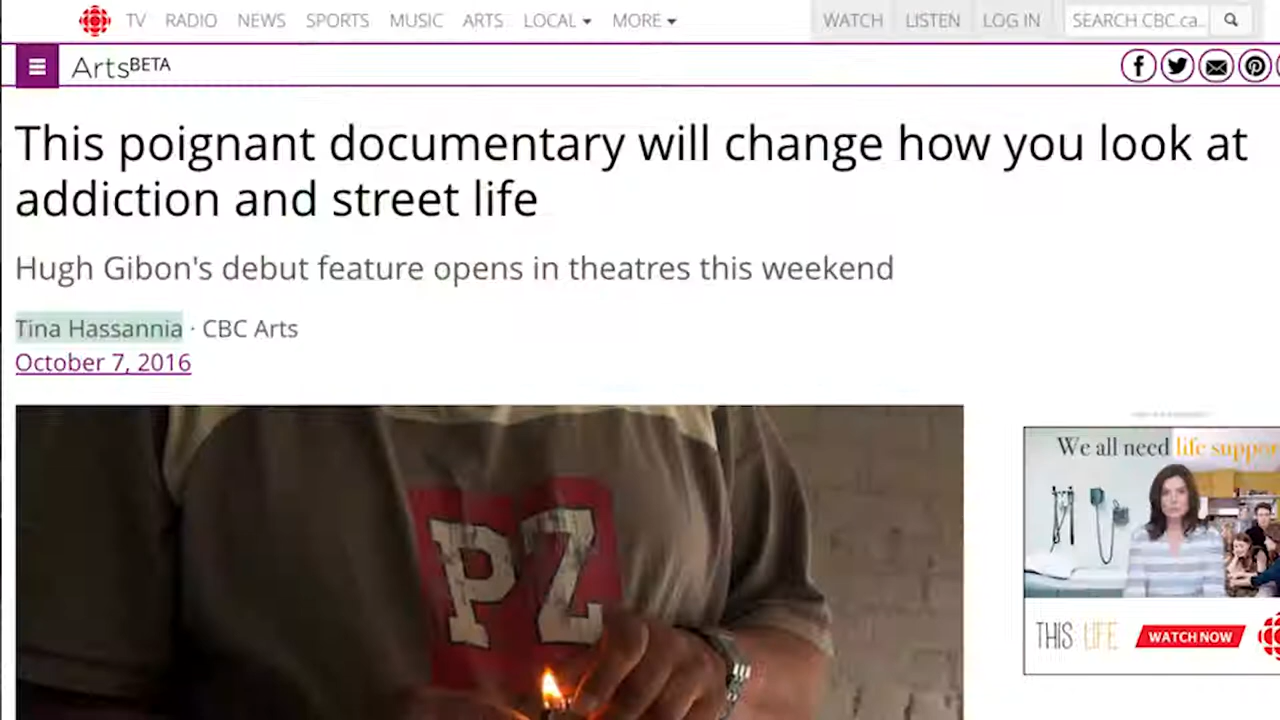 TV RADIO NEWS SPORTS MUSIC ARTS LOCAL MORE WATCH LISTEN LOG IN SEARCH CBC.ca..
ArtsBETA
This poignant documentary will change how you look at
addiction and street life
Hugh Gibon's debut feature opens in theatres this weekend
Tina Hassannia · CBC Arts
October 7, 2016
PZ
We all need life suppor
THIS LIFE WATCH NOW